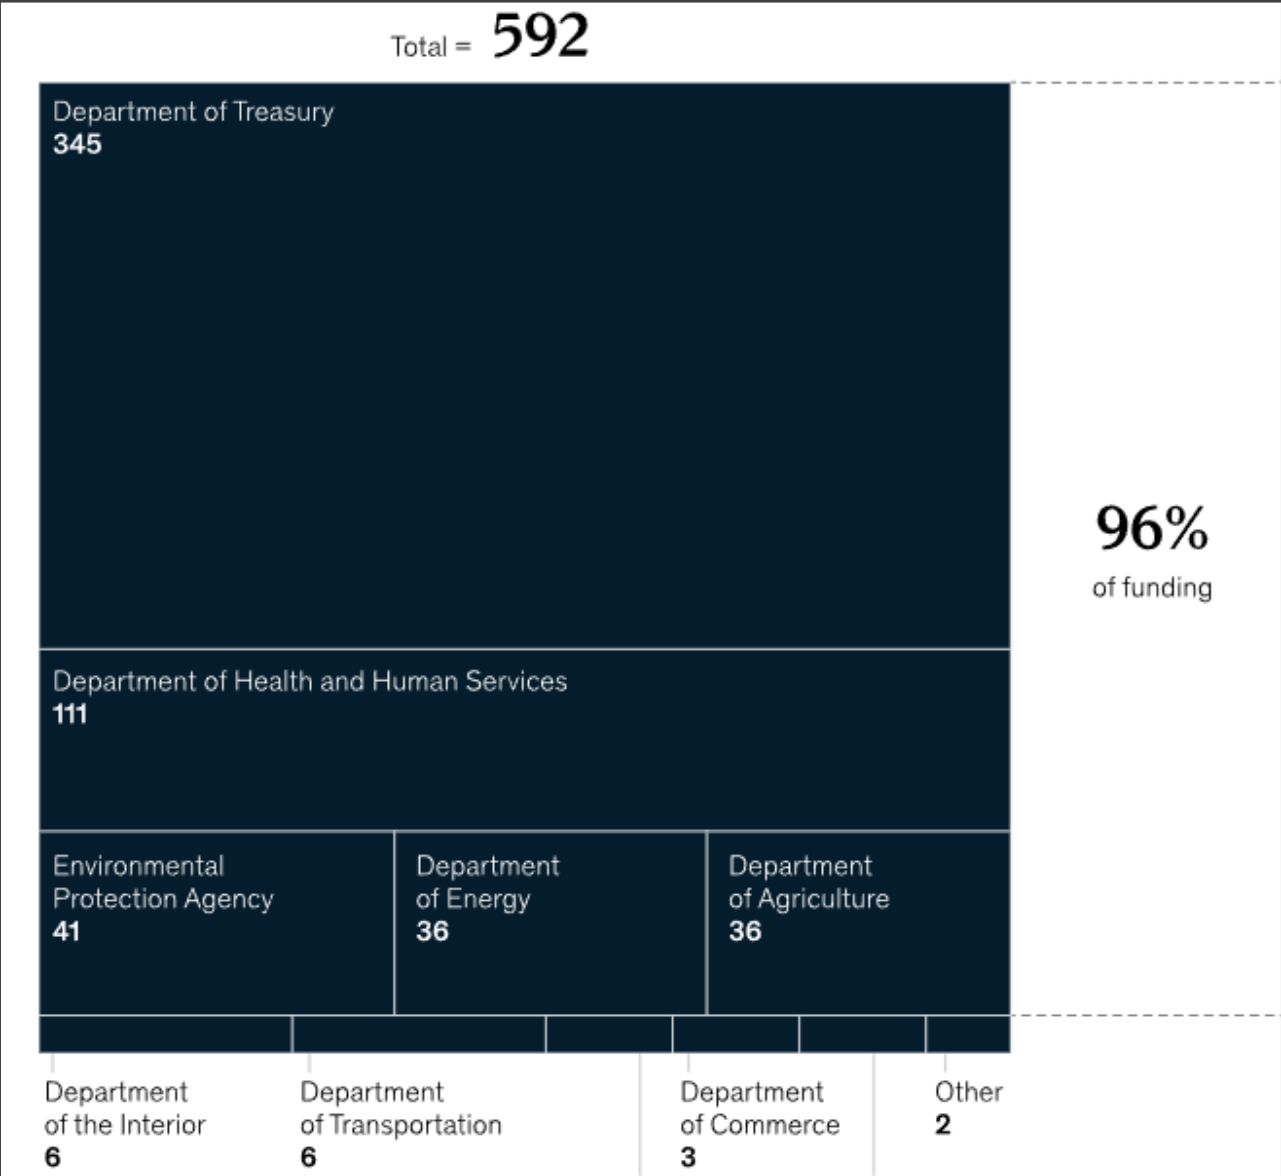 Total = 592
Department of Treasury
345
96%
of funding
Department of Health and Human Services
111
Environmental
Protection Agency
41
Department
of Energy
36
Department
of Agriculture
36
Department
of the Interior
6
Department
of Transportation
6
Department
of Commerce
3
Other
2